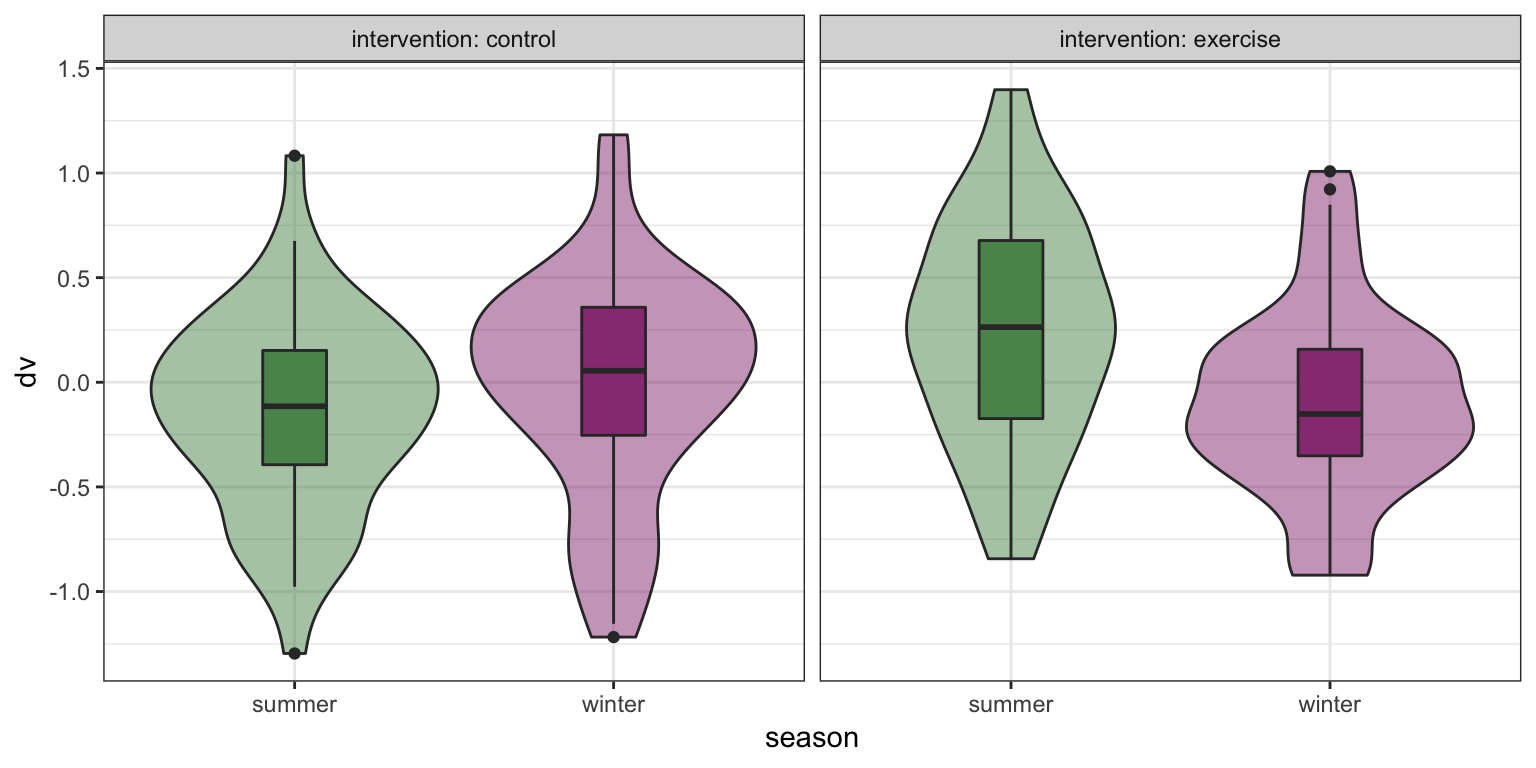 intervention: control
intervention: exercise
1.5
1.0
0.5
0.0
-0.5
-1.0
dv
summer
winter
summer
winter
season